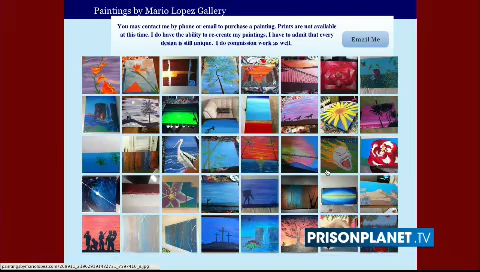 Paintings by Mario Lopez Gallery
You may contact me by phone or email to purchase a painting. Prints are not available
at this time. I do have the ability to re-create my paintings, I have to admit that every
design is still unique. I do commission work as well.
Email Me
PRISONPLANET.TV